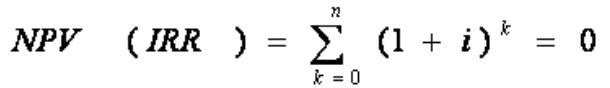 NPV ( IRR ) = n ∑ k = 0 (1 + i) k = 0